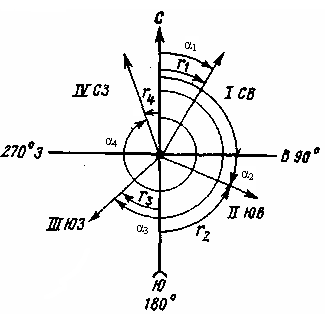 С
α₁
IV СЗ
r₁
I СВ
r₄
α₄
270° З
В 90°
α₂
II ЮВ
r₃
III ЮЗ
α₃
r₂
Ю
180°